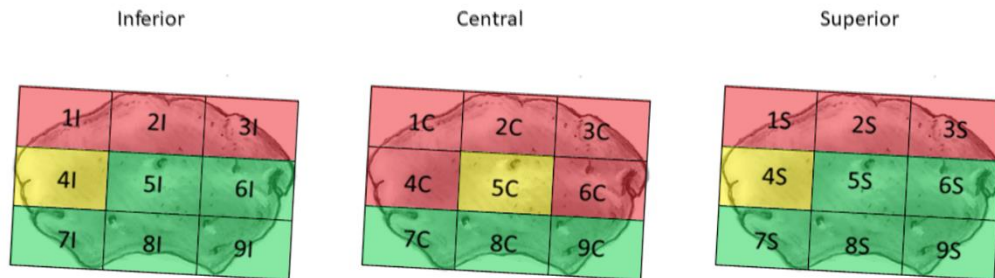 Inferior Central Superior
1I 2I 3I 1C 2C 3C 1S 2S 3S
4I 5I 6I 4C 5C 6C 4S 5S 6S
7I 8I 9I 7C 8C 9C 7S 8S 9S